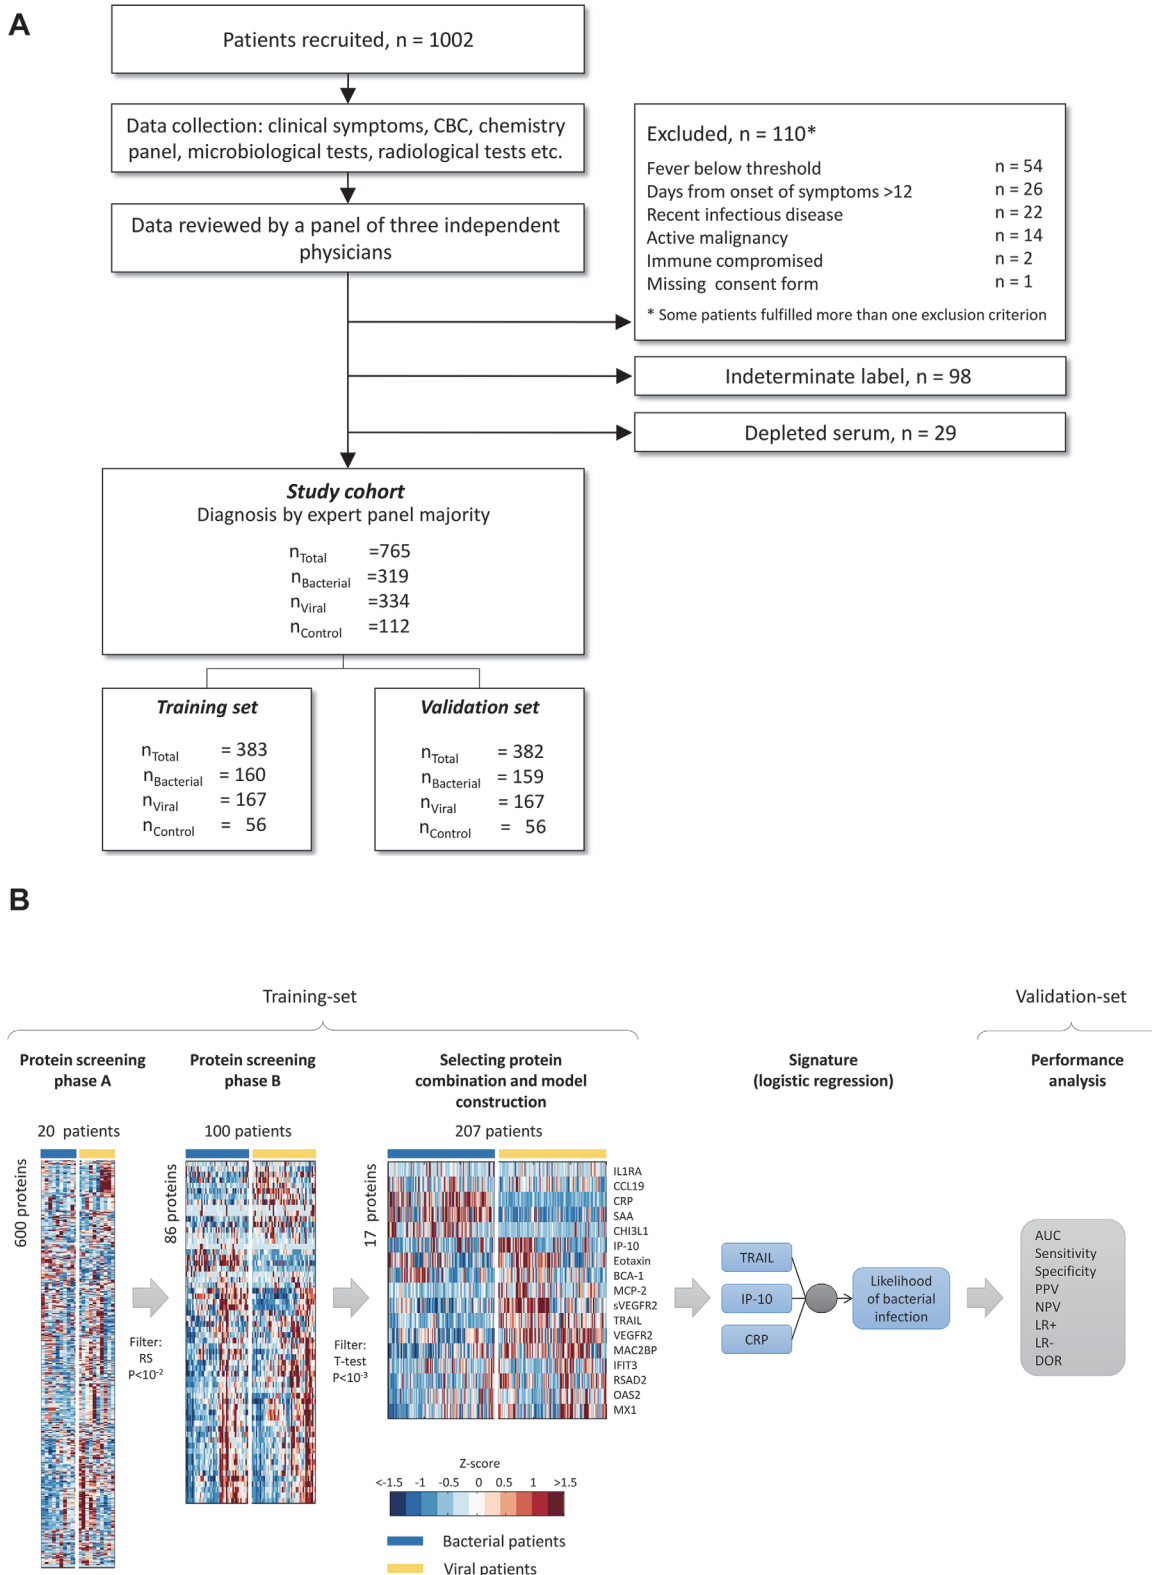 A
Patients recruited, n = 1002
Data collection: clinical symptoms, CBC, chemistry
panel, microbiological tests, radiological tests etc.
Data reviewed by a panel of three independent
physicians
Excluded, n = 110*
Fever below threshold n = 54
Days from onset of symptoms >12 n = 26
Recent infectious disease n = 22
Active malignancy n = 14
Immune compromised n = 2
Missing consent form n = 1
* Some patients fulfilled more than one exclusion criterion
Indeterminate label, n = 98
Depleted serum, n = 29
Study cohort
Diagnosis by expert panel majority
nTotal =765
nBacterial =319
nViral =334
nControl =112
Training set
nTotal = 383
nBacterial = 160
nViral = 167
nControl = 56
Validation set
nTotal = 382
nBacterial = 159
nViral = 167
nControl = 56
B
Training-set
Validation-set
Protein screening
phase A
20 patients
600 proteins
Filter:
RS
P<10-2
Protein screening
phase B
100 patients
86 proteins
Filter:
T-test
P<10-3
Selecting protein
combination and model
construction
207 patients
17 proteins
IL1RA
CCL19
CRP
SAA
CHI3L1
IP-10
Eotaxin
BCA-1
MCP-2
sVEGFR2
TRAIL
VEGFR2
MAC2BP
IFIT3
RSAD2
OAS2
MX1
Signature
(logistic regression)
TRAIL
IP-10
CRP
Likelihood
of bacterial
infection
Performance
analysis
AUC
Sensitivity
Specificity
PPV
NPV
LR+
LR-
DOR
Z-score
<-1.5 -1 -0.5 0 0.5 1 >1.5
Bacterial patients
Viral patients